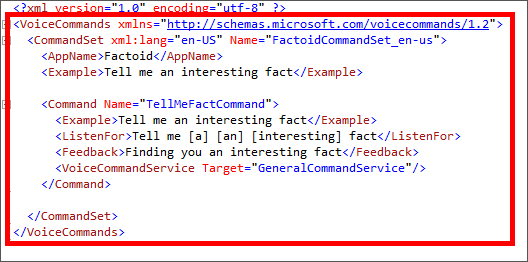 <?xml version="1.0" encoding="utf-8" ?>
<VoiceCommands xmlns="http://schemas.microsoft.com/voicecommands/1.2">
<CommandSet xml:lang="en-US" Name="FactoidCommandSet_en-us">
<AppName>Factoid</AppName>
<Example>Tell me an interesting fact</Example>
<Command Name="TellMeFactCommand">
<Example>Tell me an interesting fact</Example>
<ListenFor>Tell me [a] [an] [interesting] fact</ListenFor>
<Feedback>Finding you an interesting fact</Feedback>
<VoiceCommandService Target="GeneralCommandService"/>
</Command>
</CommandSet>
</VoiceCommands>